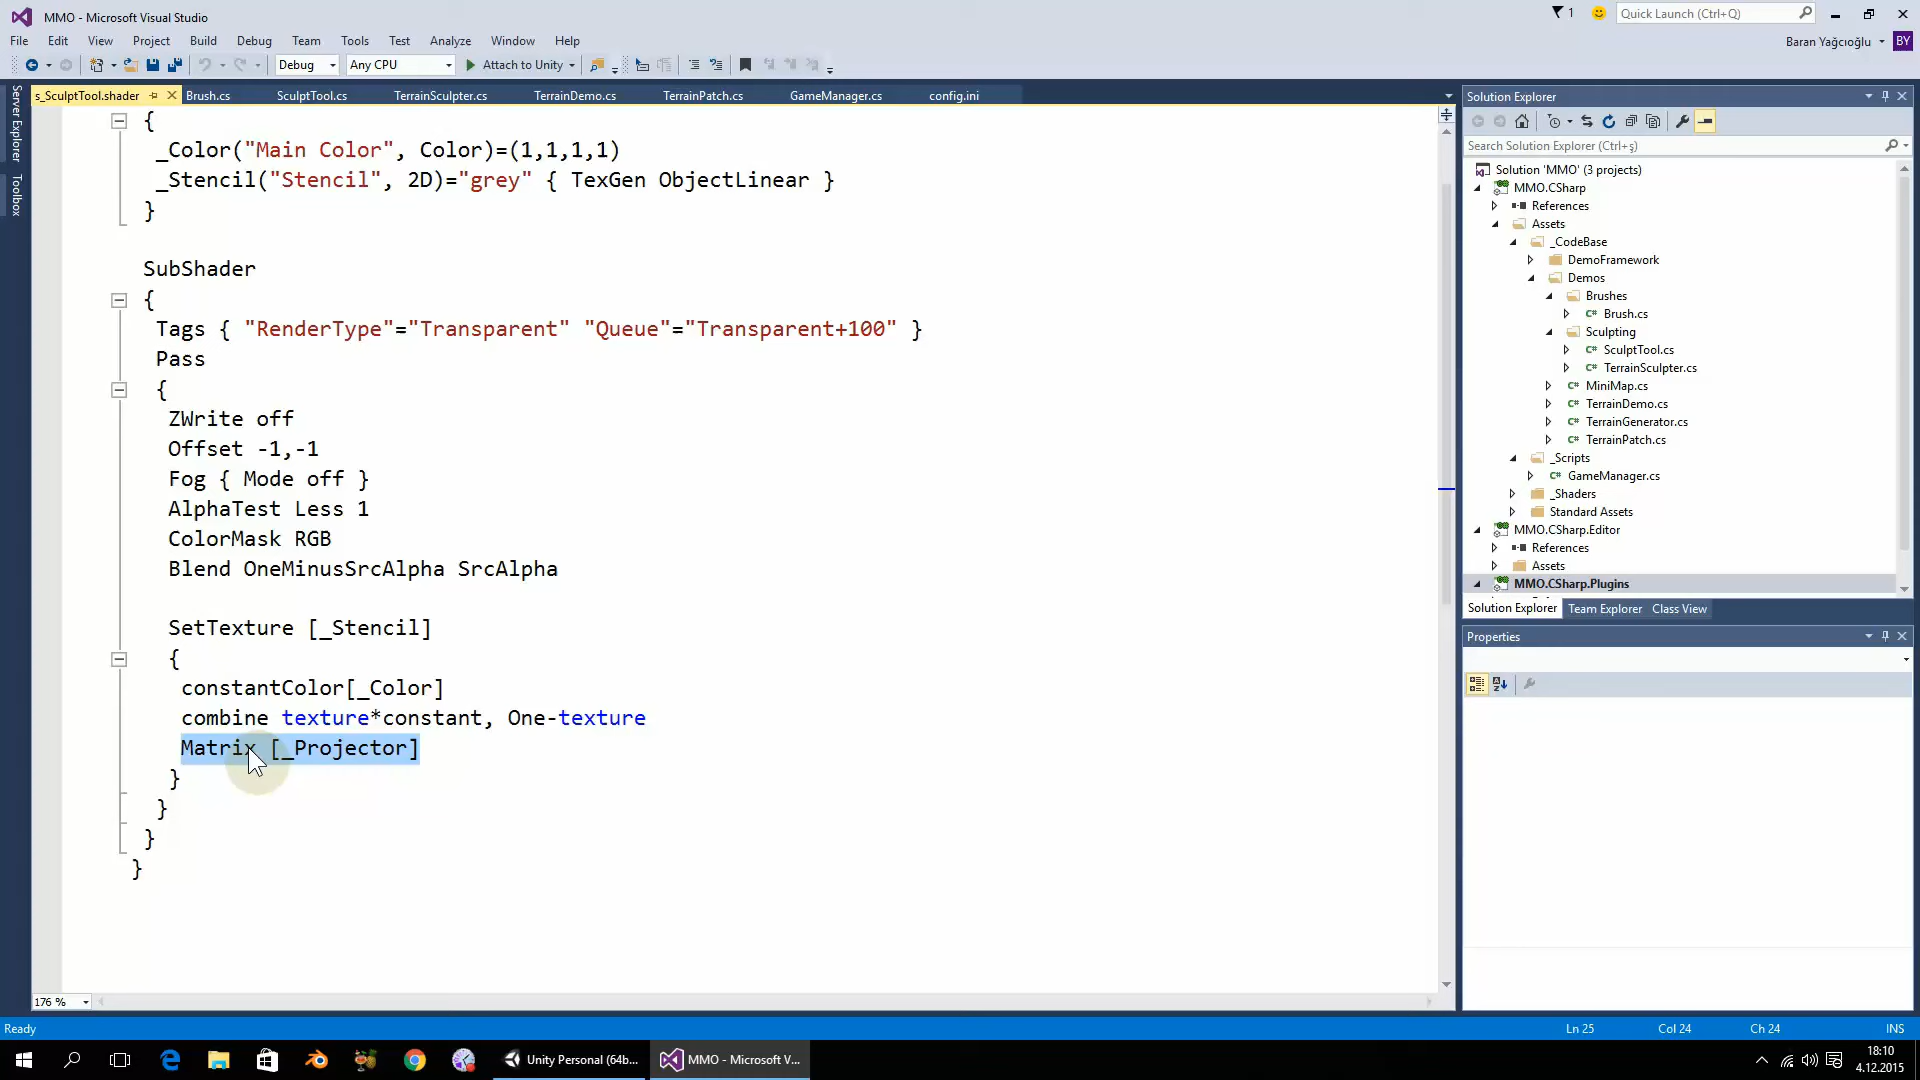 MMO - Microsoft Visual Studio
1
Quick Launch (Ctrl+Q)
File Edit View Project Build Debug Team Tools Test Analyze Window Help
Baran Yağcıoğlu
BY
Debug
Any CPU
Attach to Unity
Server Explorer
Toolbox
s_SculptTool.shader Brush.cs SculptTool.cs TerrainSculpter.cs TerrainDemo.cs TerrainPatch.cs GameManager.cs config.ini
{
_Color("Main Color", Color)=(1,1,1,1)
_Stencil("Stencil", 2D)="grey" { TexGen ObjectLinear }
}
SubShader
{
Tags { "RenderType"="Transparent" "Queue"="Transparent+100" }
Pass
{
ZWrite off
Offset -1,-1
Fog { Mode off }
AlphaTest Less 1
ColorMask RGB
Blend OneMinusSrcAlpha SrcAlpha
SetTexture [_Stencil]
{
constantColor[_Color]
combine texture*constant, One-texture
Matrix [_Projector]
}
}
}
}
176 %
Solution Explorer
Search Solution Explorer (Ctrl+ş)
Solution 'MMO' (3 projects)
MMO.CSharp
References
Assets
_CodeBase
DemoFramework
Demos
Brushes
C# Brush.cs
Sculpting
C# SculptTool.cs
C# TerrainSculpter.cs
C# MiniMap.cs
C# TerrainDemo.cs
C# TerrainGenerator.cs
C# TerrainPatch.cs
_Scripts
C# GameManager.cs
_Shaders
Standard Assets
MMO.CSharp.Editor
References
Assets
MMO.CSharp.Plugins
Solution Explorer Team Explorer Class View
Properties
Ready
Ln 25 Col 24 Ch 24 INS
Unity Personal (64b...
MMO - Microsoft V...
18:10
4.12.2015